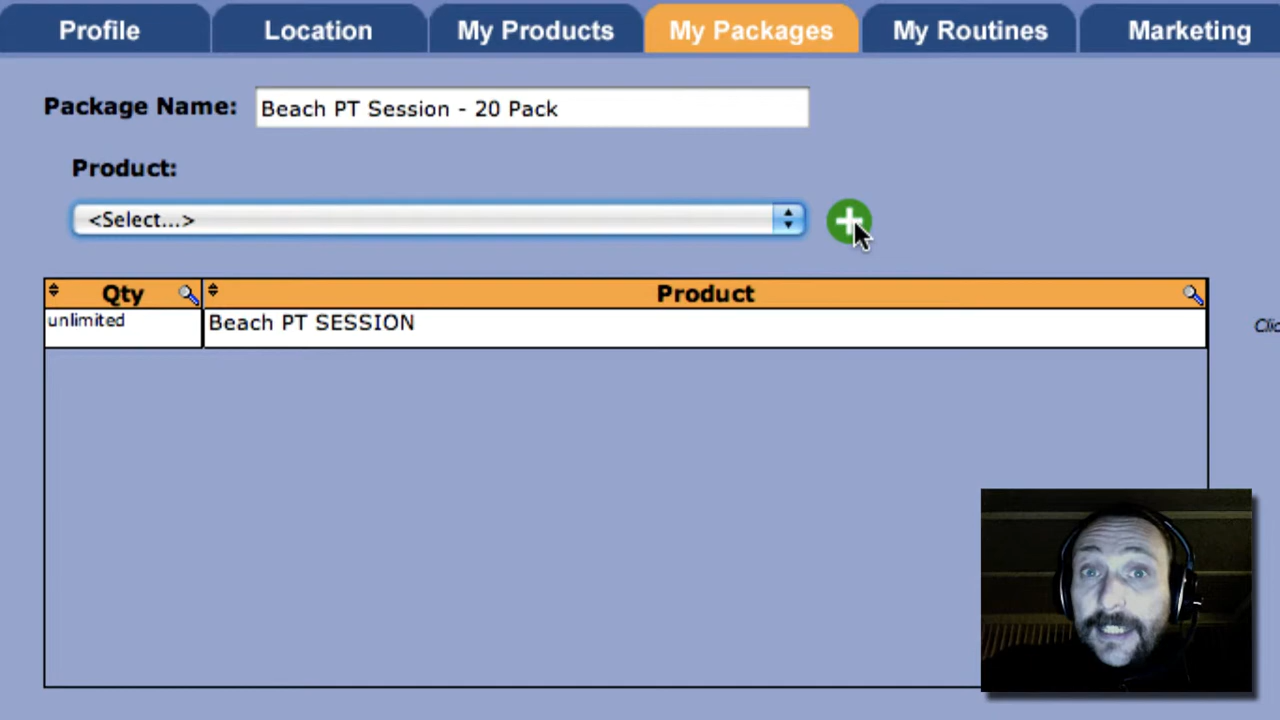 Profile
Location
My Products
My Packages
My Routines
Marketing
Package Name: Beach PT Session - 20 Pack
Product:
<Select...>
Qty
Product
unlimited
Beach PT SESSION